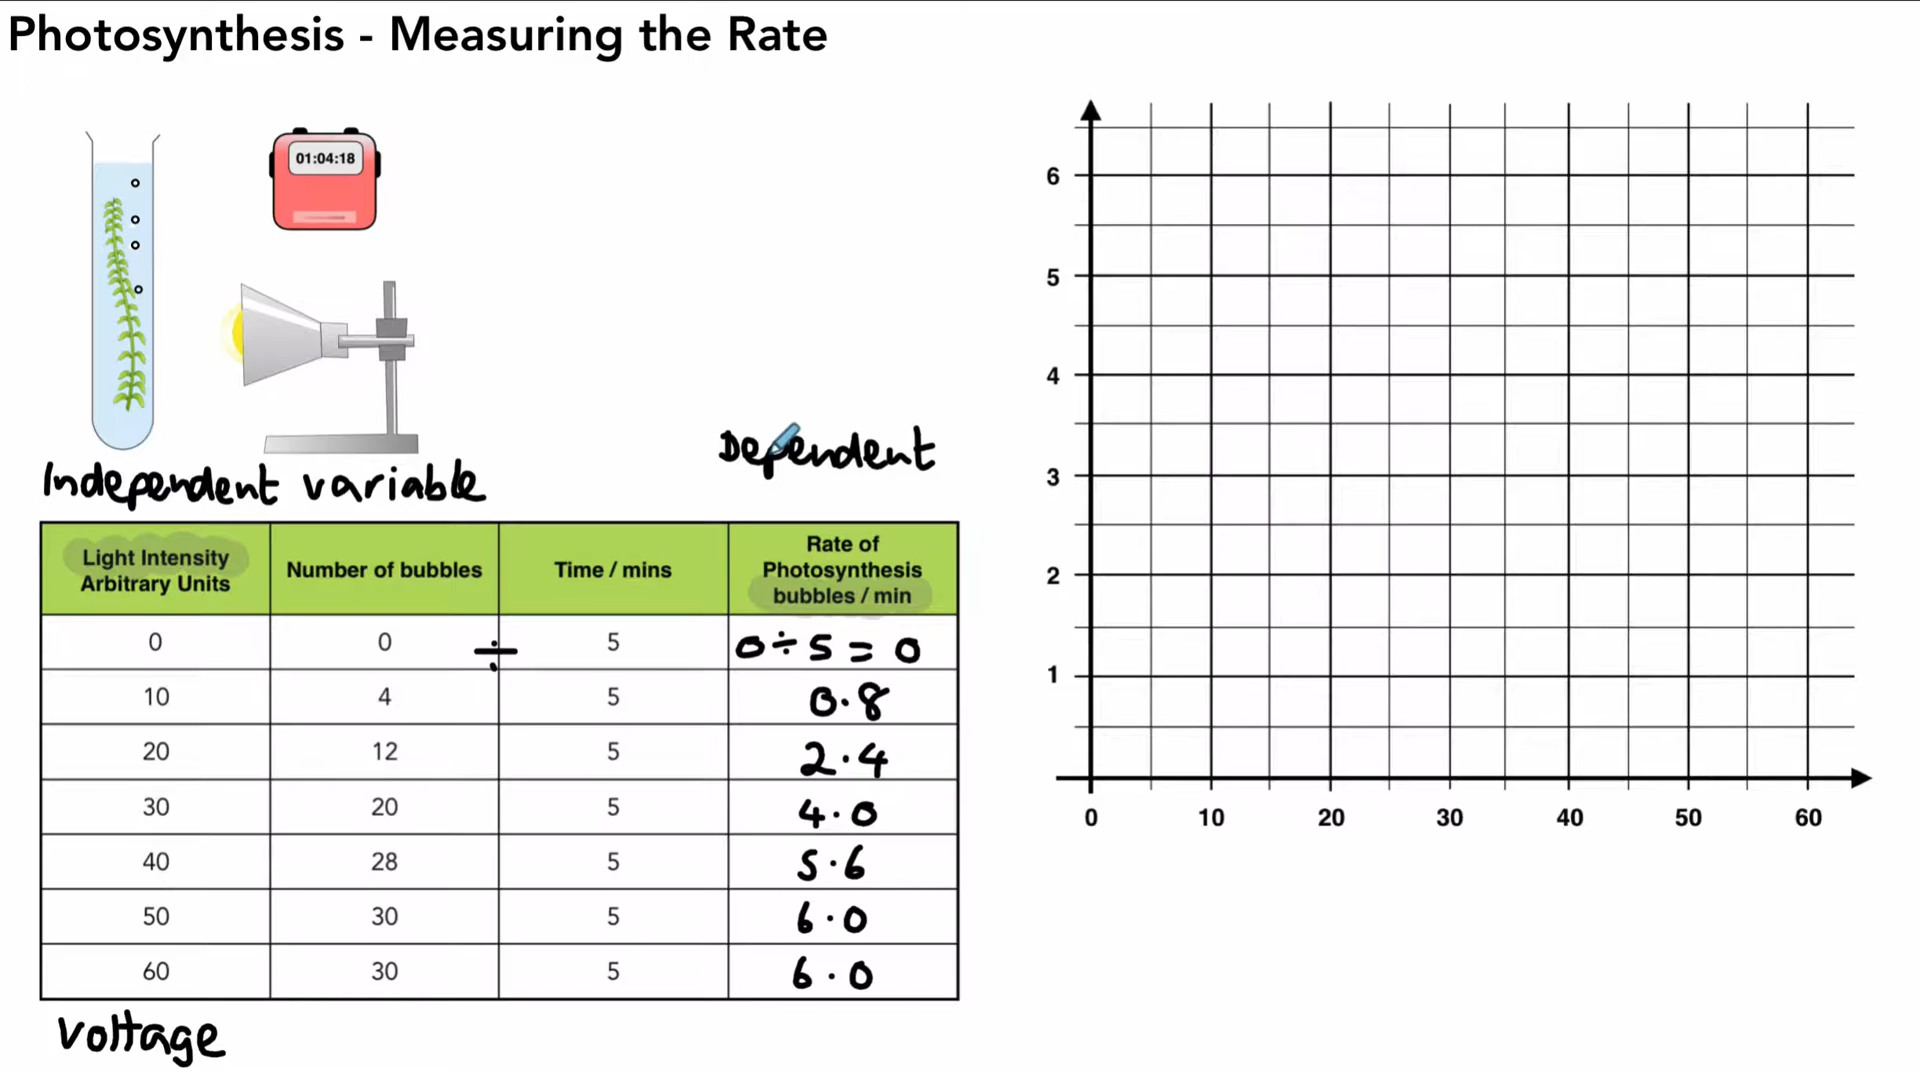 Photosynthesis - Measuring the Rate
01:04:18
Independent variable
Dependent
Light Intensity Arbitrary Units Number of bubbles Time / mins Rate of Photosynthesis bubbles / min
0 0 ÷ 5 0 ÷ 5 = 0
10 4 5 0.8
20 12 5 2.4
30 20 5 4.0
40 28 5 5.6
50 30 5 6.0
60 30 5 6.0
Voltage
6
5
4
3
2
1
0 10 20 30 40 50 60